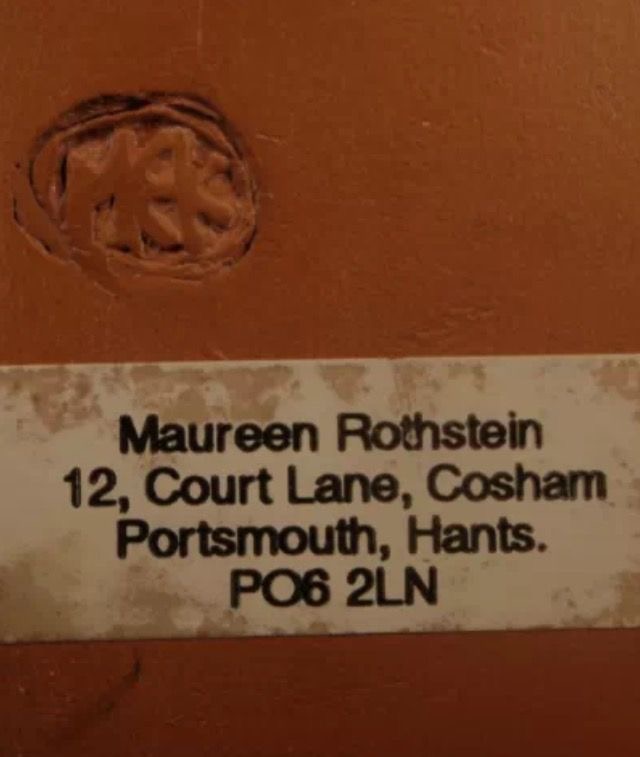 Maureen Rothstein
12, Court Lane, Cosham
Portsmouth, Hants.
PO6 2LN